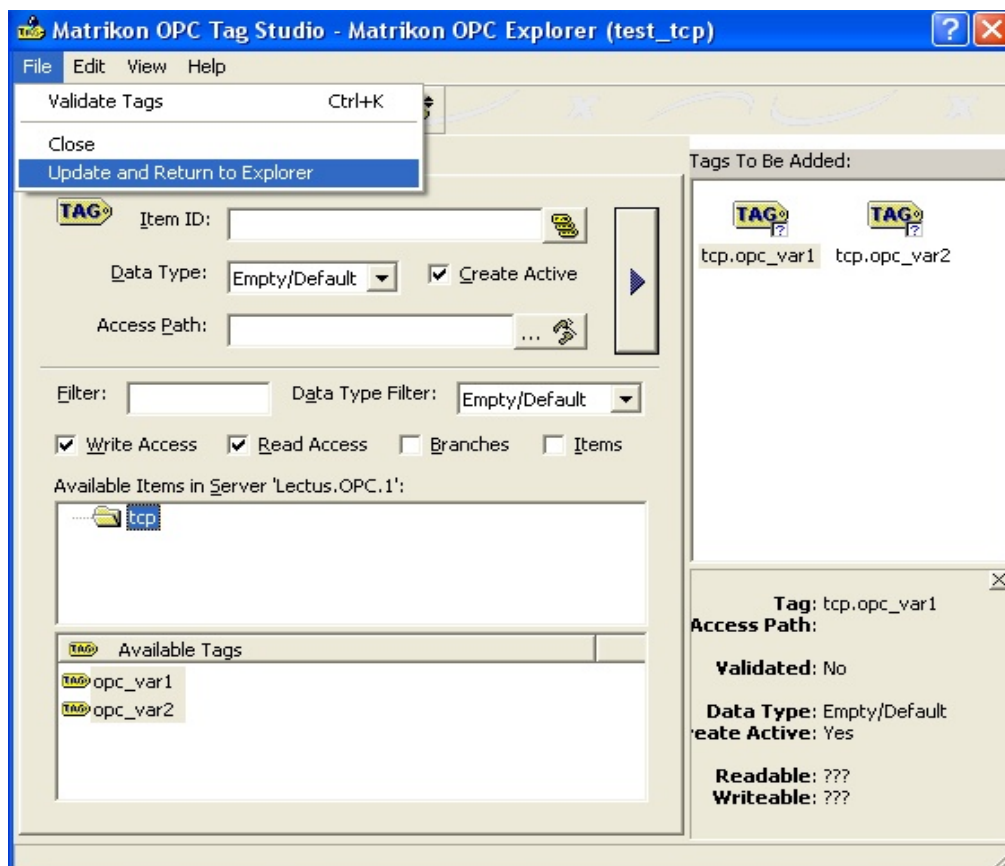 Matrikon OPC Tag Studio - Matrikon OPC Explorer (test_tcp)
File Edit View Help
Validate Tags Ctrl+K
Close
Update and Return to Explorer
TAG Item ID:
Data Type: Empty/Default Create Active
Access Path: ...
Filter: Data Type Filter: Empty/Default
Write Access Read Access Branches Items
Available Items in Server 'Lectus.OPC.1':
tcp
TAG Available Tags
TAG opc_var1
TAG opc_var2
Tags To Be Added:
TAG ? TAG ?
tcp.opc_var1 tcp.opc_var2
Tag: tcp.opc_var1
Access Path:
Validated: No
Data Type: Empty/Default
reate Active: Yes
Readable: ???
Writeable: ???